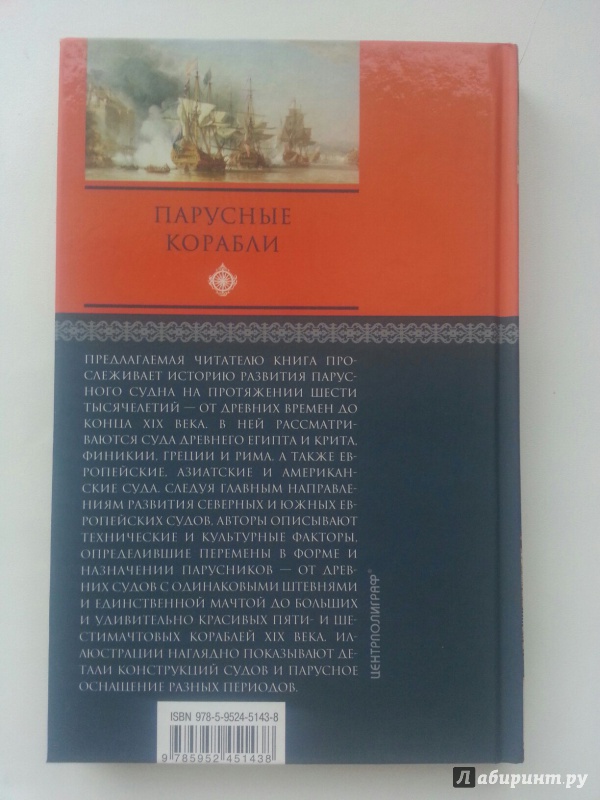 ПАРУСНЫЕ
КОРАБЛИ
ПРЕДЛАГАЕМАЯ ЧИТАТЕЛЮ КНИГА ПРО-
СЛЕЖИВАЕТ ИСТОРИЮ РАЗВИТИЯ ПАРУС-
НОГО СУДНА НА ПРОТЯЖЕНИИ ШЕСТИ
ТЫСЯЧЕЛЕТИЙ — ОТ ДРЕВНИХ ВРЕМЕН ДО
КОНЦА XIX ВЕКА. В НЕЙ РАССМАТРИ-
ВАЮТСЯ СУДА ДРЕВНЕГО ЕГИПТА И КРИТА,
ФИНИКИИ, ГРЕЦИИ И РИМА, А ТАКЖЕ ЕВ-
РОПЕЙСКИЕ, АЗИАТСКИЕ И АМЕРИКАН-
СКИЕ СУДА. СЛЕДУЯ ГЛАВНЫМ НАПРАВЛЕ-
НИЯМ РАЗВИТИЯ СЕВЕРНЫХ И ЮЖНЫХ ЕВ-
РОПЕЙСКИХ СУДОВ, АВТОРЫ ОПИСЫВАЮТ
ТЕХНИЧЕСКИЕ И КУЛЬТУРНЫЕ ФАКТОРЫ,
ОПРЕДЕЛИВШИЕ ПЕРЕМЕНЫ В ФОРМЕ И
НАЗНАЧЕНИИ ПАРУСНИКОВ — ОТ ДРЕВ-
НИХ СУДОВ С ОДИНАКОВЫМИ ШТЕВНЯМИ
И ЕДИНСТВЕННОЙ МАЧТОЙ ДО БОЛЬШИХ
И УДИВИТЕЛЬНО КРАСИВЫХ ПЯТИ- И ШЕ-
СТИМАЧТОВЫХ КОРАБЛЕЙ XIX ВЕКА. ИЛ-
ЛЮСТРАЦИИ НАГЛЯДНО ПОКАЗЫВАЮТ ДЕ-
ТАЛИ КОНСТРУКЦИЙ СУДОВ И ПАРУСНОЕ
ОСНАЩЕНИЕ РАЗНЫХ ПЕРИОДОВ.
ЦЕНТРПОЛИГРАФ®
ISBN 978-5-9524-5143-8
9 785952 451438
Лабиринт.ру